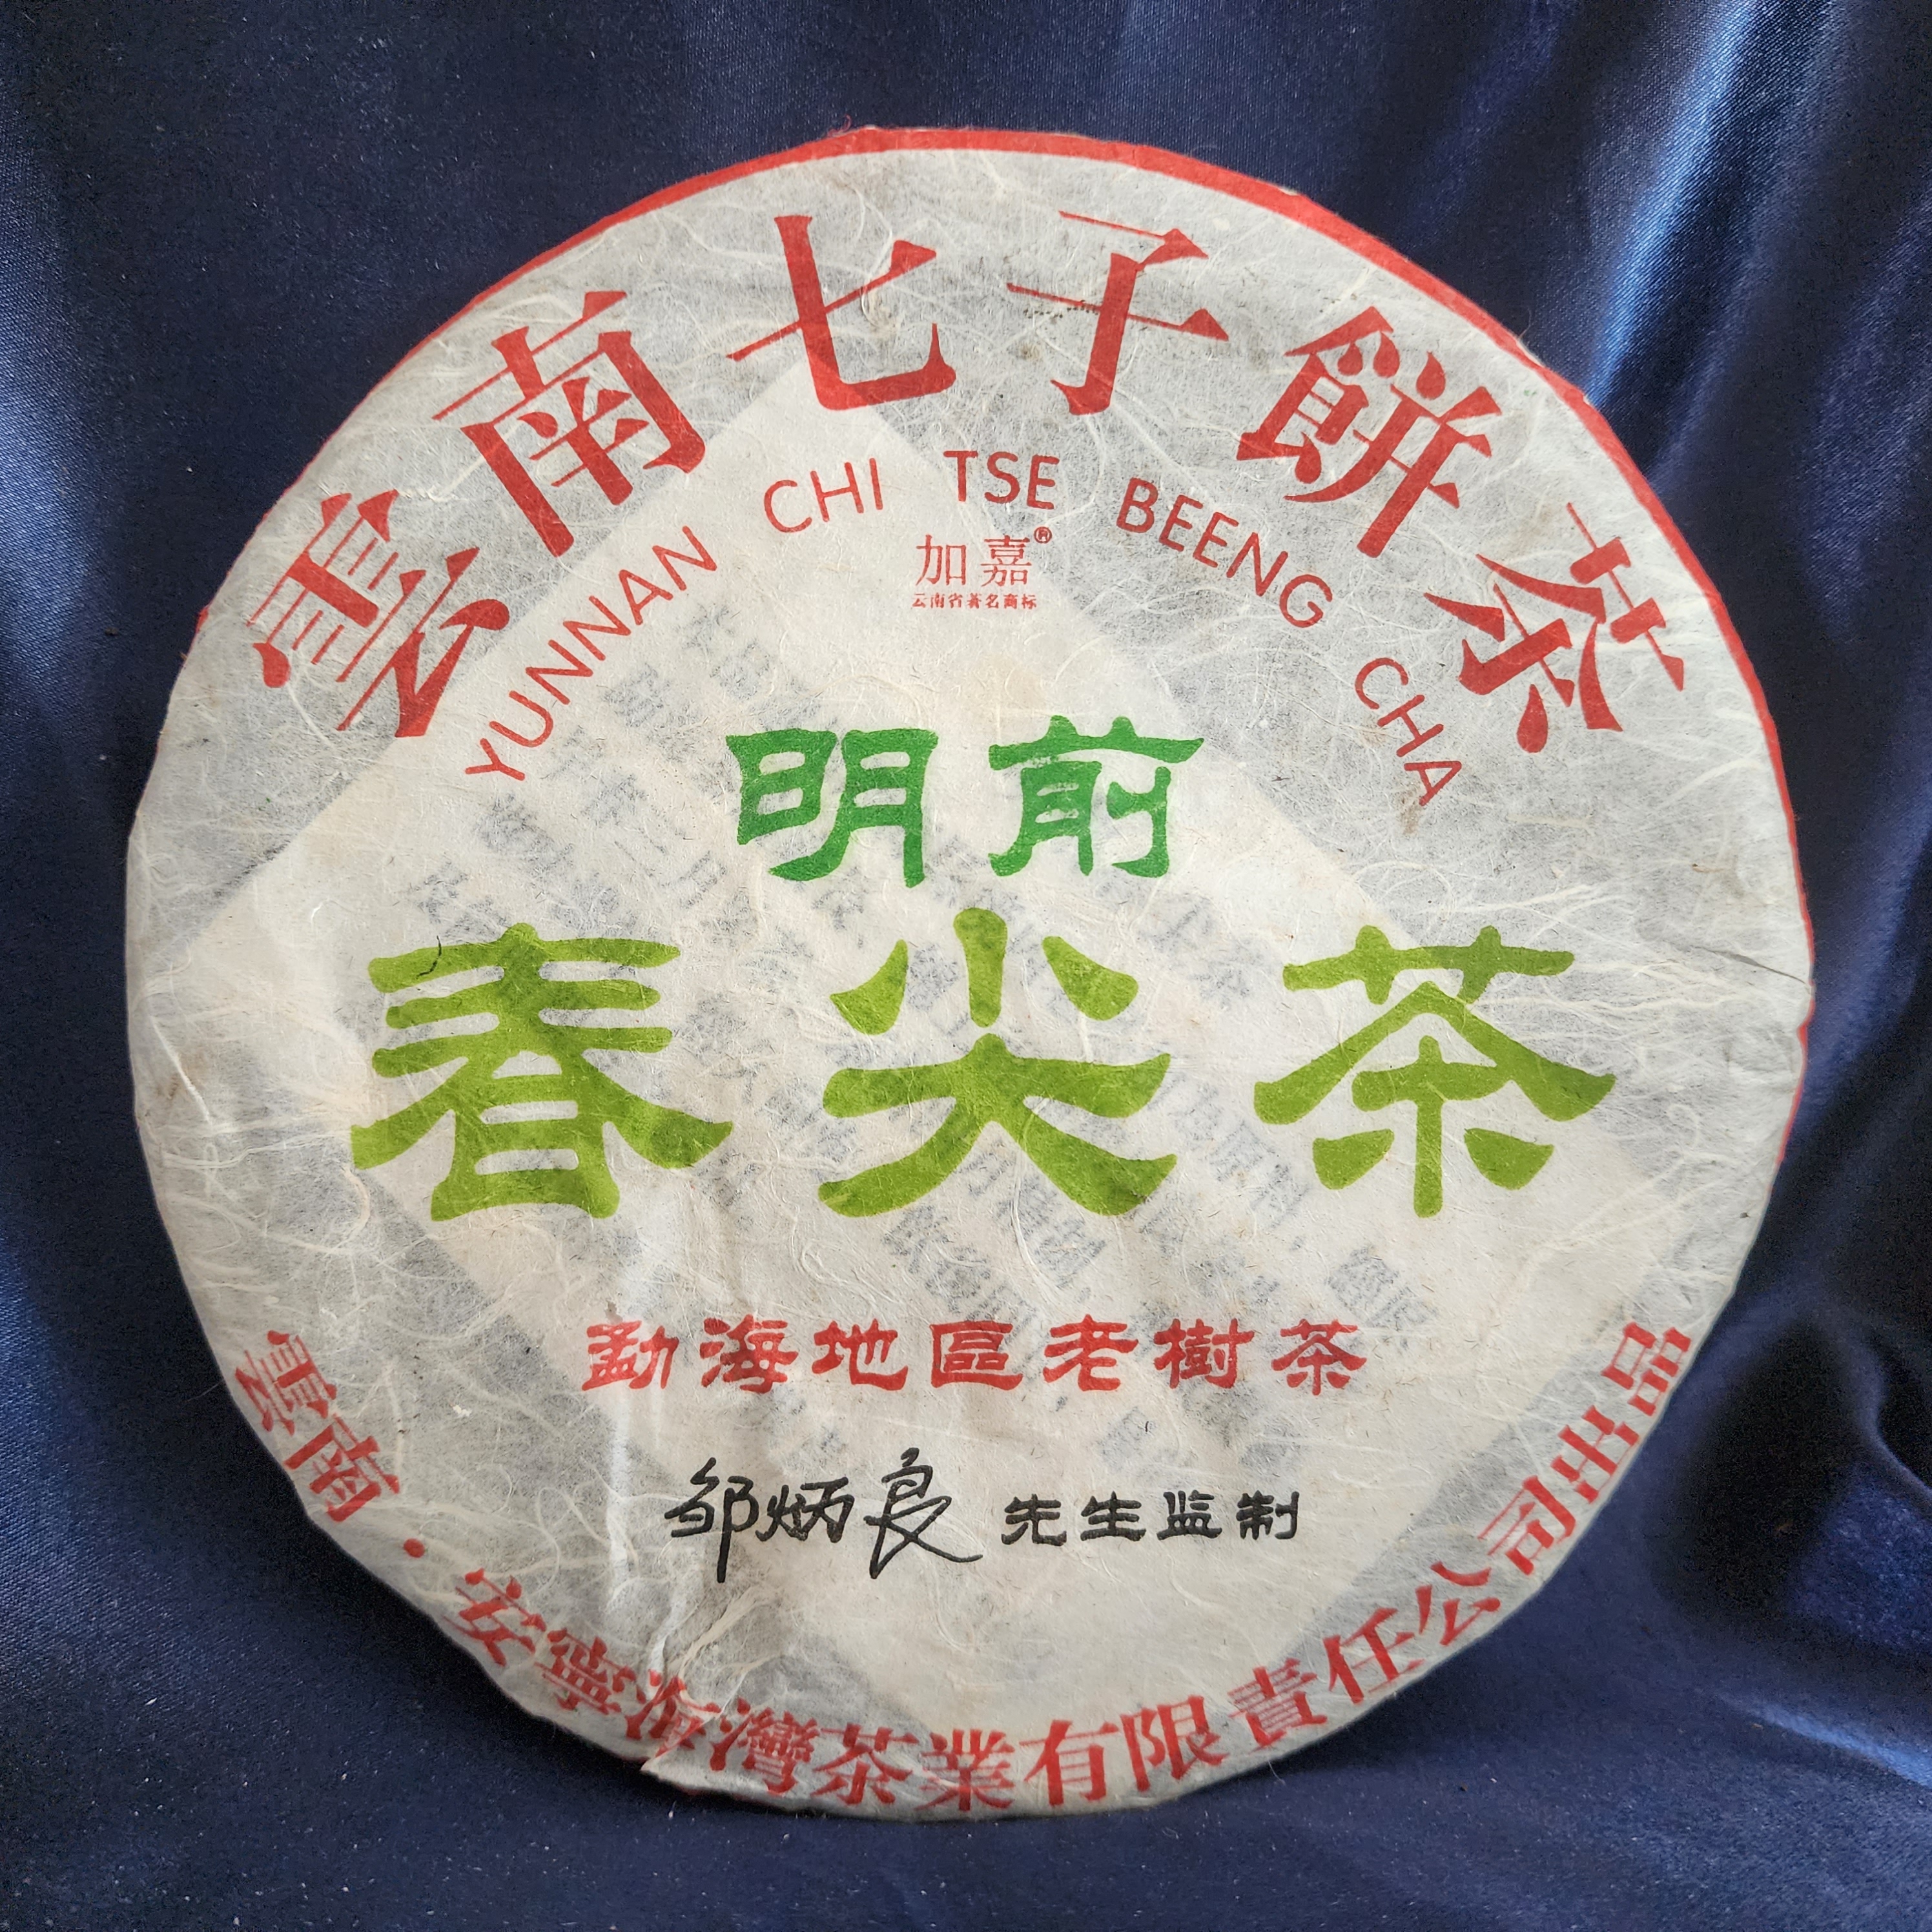 雲南七子餅茶
YUNNAN CHI TSE BEENG CHA
加嘉®
云南省著名商标
明前
春尖茶
勐海地區老樹茶
邹炳良 先生监制
雲南·安寧海灣茶業有限責任公司出品